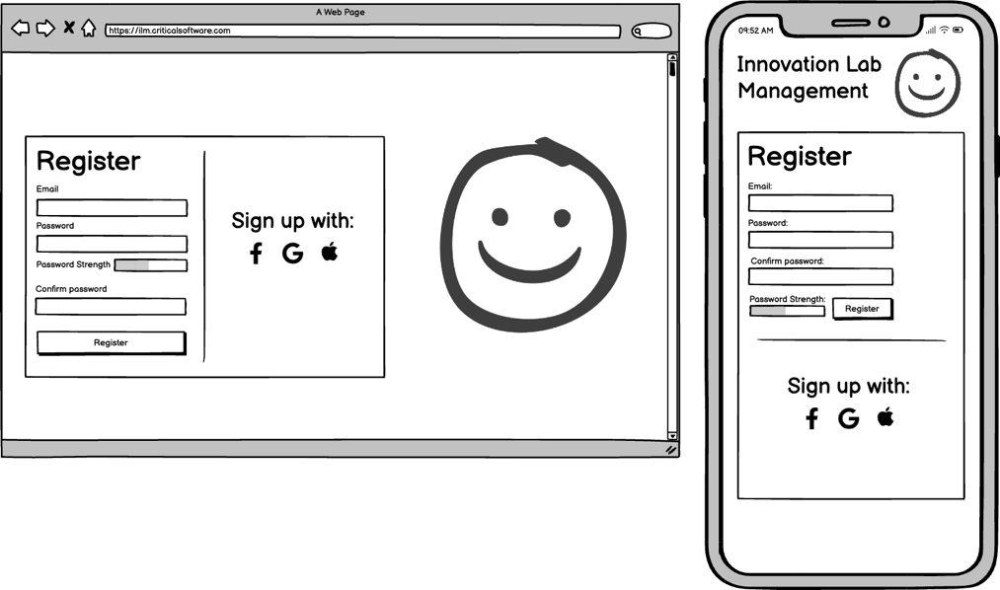 A Web Page
https://ilm.criticalsoftware.com
Register
Email
Password
Password Strength
Confirm password
Register
Sign up with:
09:52 AM
Innovation Lab
Management
Register
Email:
Password:
Confirm password:
Password Strength:
Register
Sign up with: